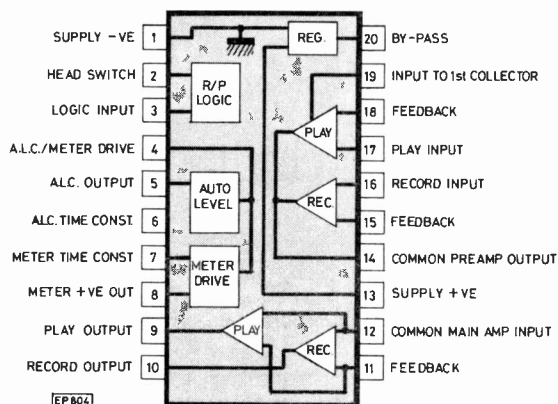 SUPPLY -VE 1
HEAD SWITCH 2
LOGIC INPUT 3
A.L.C./METER DRIVE 4
A.L.C. OUTPUT 5
A.L.C. TIME CONST. 6
METER TIME CONST 7
METER +VE OUT 8
PLAY OUTPUT 9
RECORD OUTPUT 10
EP804
R/P
LOGIC
AUTO
LEVEL
METER
DRIVE
PLAY
REG.
PLAY
REC.
REC.
20 BY-PASS
19 INPUT TO 1st COLLECTOR
18 FEEDBACK
17 PLAY INPUT
16 RECORD INPUT
15 FEEDBACK
14 COMMON PREAMP OUTPUT
13 SUPPLY +VE
12 COMMON MAIN AMP INPUT
11 FEEDBACK